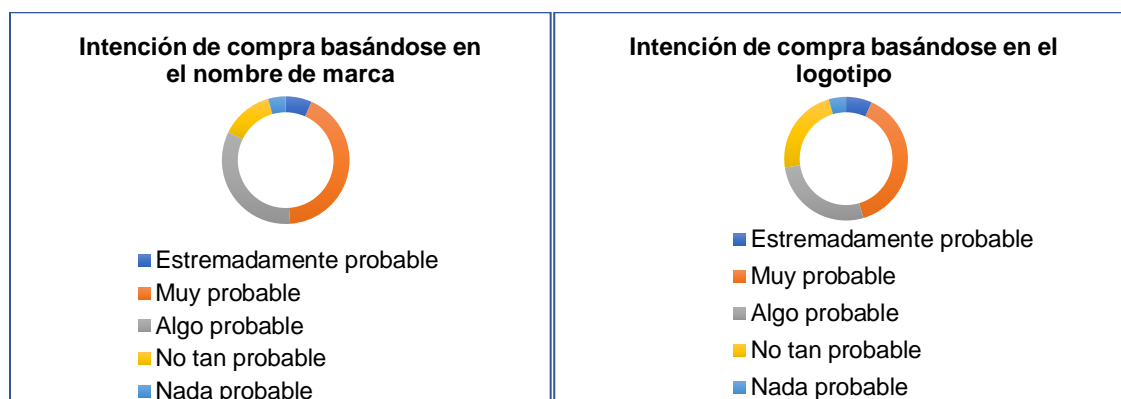 Intención de compra basándose en
el nombre de marca
Estremadamente probable
Muy probable
Algo probable
No tan probable
Nada probable
Intención de compra basándose en el
logotipo
Estremadamente probable
Muy probable
Algo probable
No tan probable
Nada probable